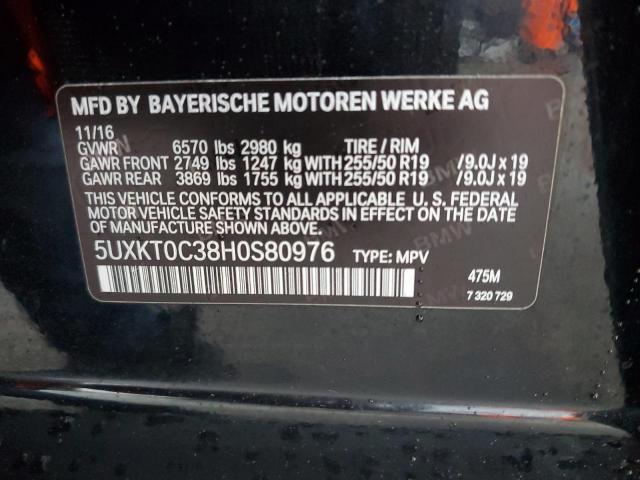 MFD BY BAYERISCHE MOTOREN WERKE AG
11/16
GVWR 6570 lbs 2980 kg TIRE / RIM
GAWR FRONT 2749 lbs 1247 kg WITH 255/50 R19 /9.0J x 19
GAWR REAR 3869 lbs 1755 kg WITH 255/50 R19 /9.0J x 19
THIS VEHICLE CONFORMS TO ALL APPLICABLE U. S. FEDERAL
MOTOR VEHICLE SAFETY STANDARDS IN EFFECT ON THE DATE OF
MANUFACTURE SHOWN ABOVE.
5UXKT0C38H0S80976 TYPE: MPV
475M
7 320 729